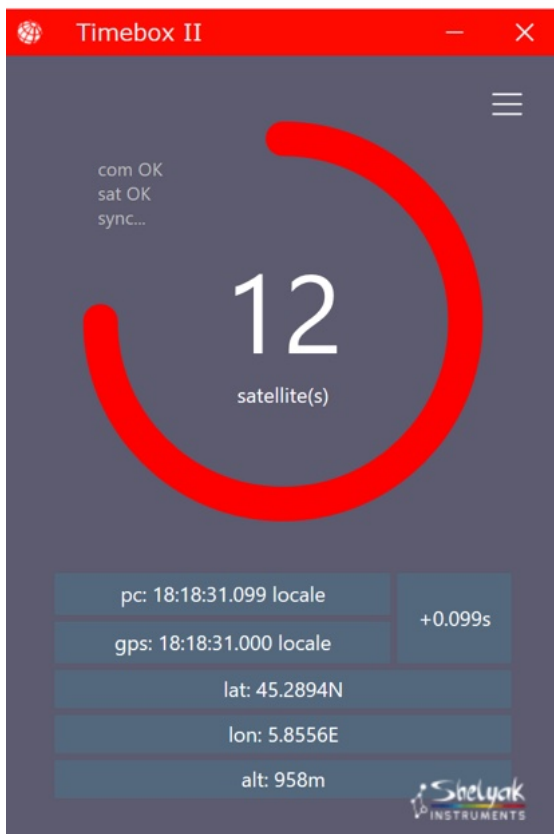 Timebox II
com OK
sat OK
sync...
12
satellite(s)
pc: 18:18:31.099 locale
+0.099s
gps: 18:18:31.000 locale
lat: 45.2894N
lon: 5.8556E
alt: 958m
Shelyak
INSTRUMENTS